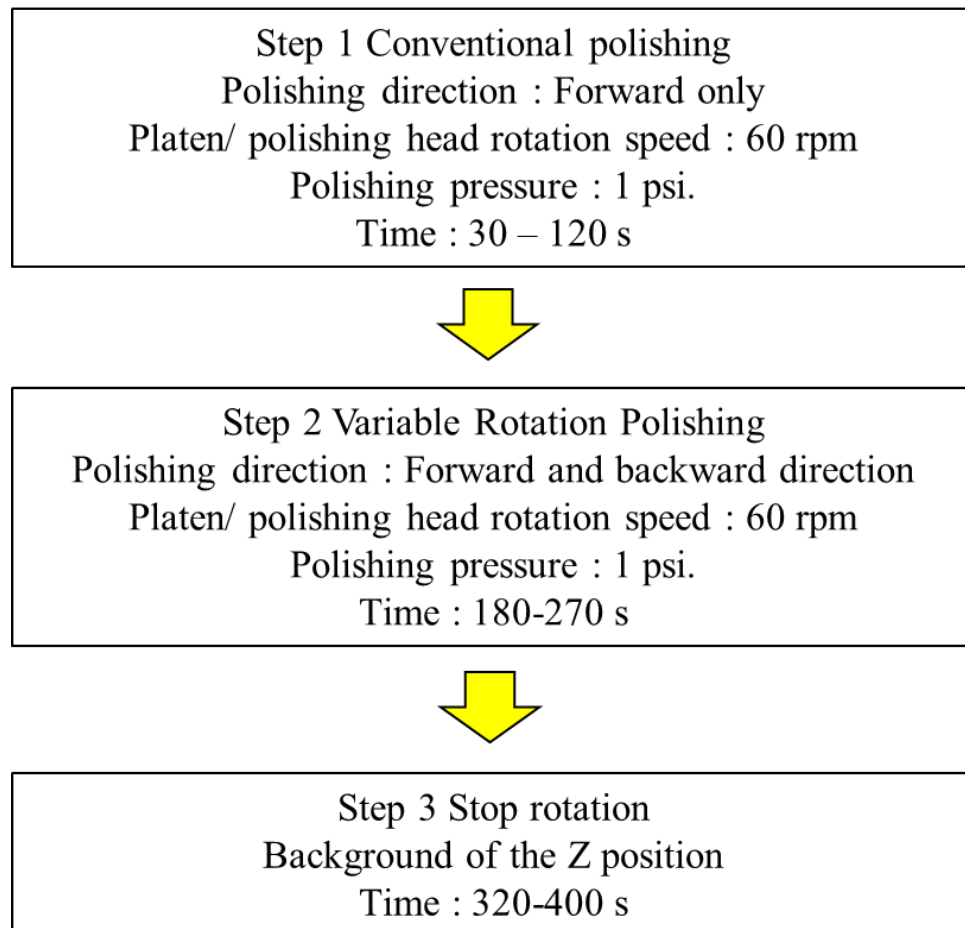 Step 1 Conventional polishing
Polishing direction : Forward only
Platen/ polishing head rotation speed : 60 rpm
Polishing pressure : 1 psi.
Time : 30 – 120 s
Step 2 Variable Rotation Polishing
Polishing direction : Forward and backward direction
Platen/ polishing head rotation speed : 60 rpm
Polishing pressure : 1 psi.
Time : 180-270 s
Step 3 Stop rotation
Background of the Z position
Time : 320-400 s